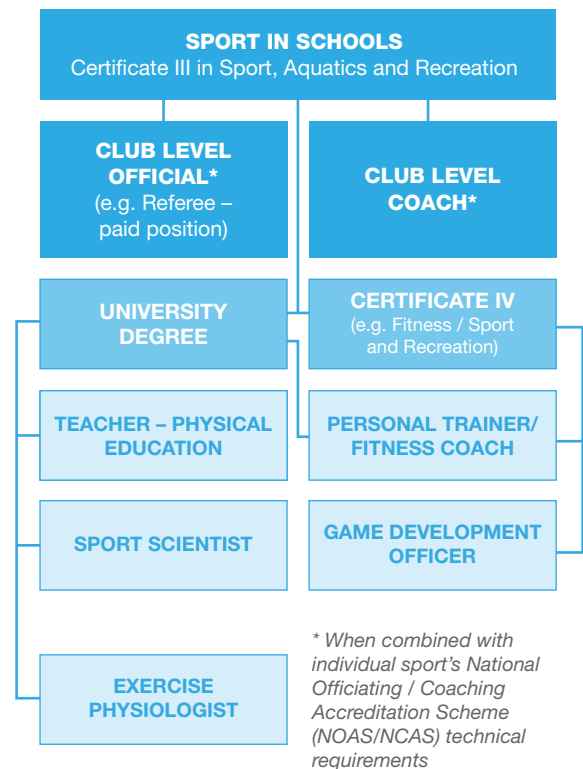 SPORT IN SCHOOLS
Certificate III in Sport, Aquatics and Recreation
CLUB LEVEL
OFFICIAL*
(e.g. Referee –
paid position)
CLUB LEVEL
COACH*
UNIVERSITY
DEGREE
CERTIFICATE IV
(e.g. Fitness / Sport
and Recreation)
TEACHER – PHYSICAL
EDUCATION
PERSONAL TRAINER/
FITNESS COACH
SPORT SCIENTIST
GAME DEVELOPMENT
OFFICER
EXERCISE
PHYSIOLOGIST
* When combined with
individual sport’s National
Officiating / Coaching
Accreditation Scheme
(NOAS/NCAS) technical
requirements